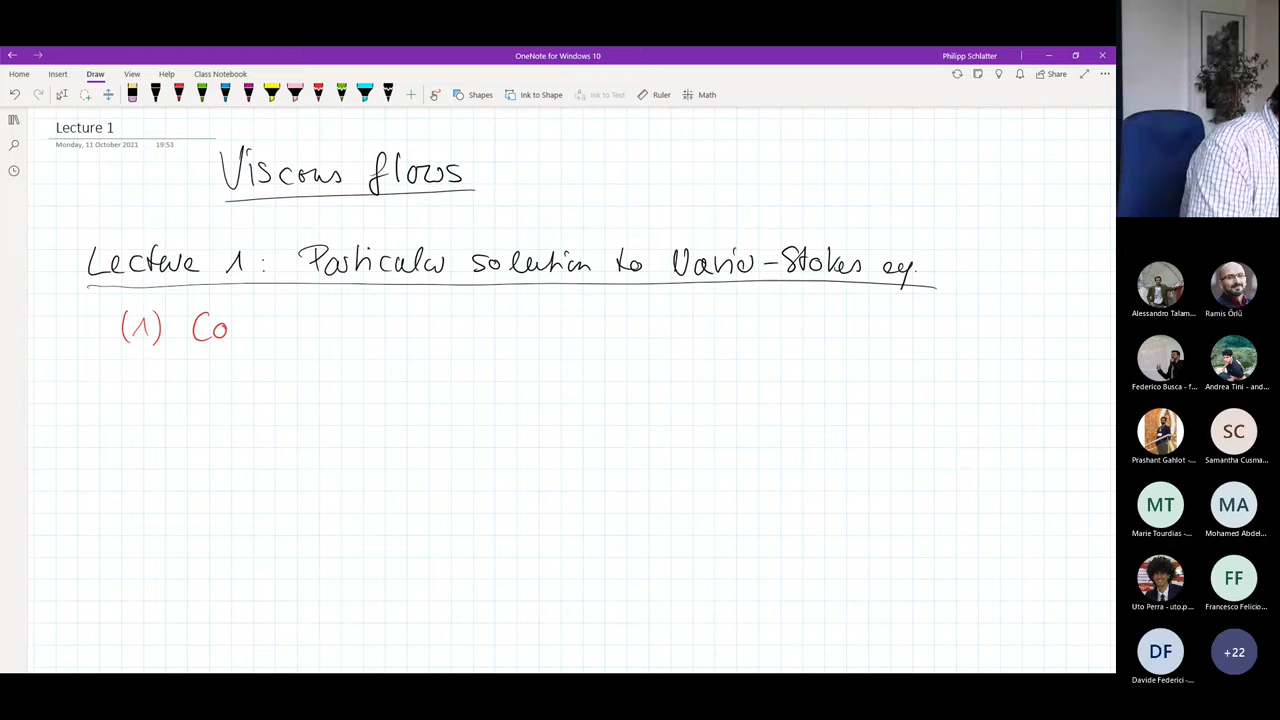 OneNote for Windows 10
Philipp Schlatter
Home Insert Draw View Help Class Notebook
Share
Shapes Ink to Shape Ink to Text Ruler Math
Lecture 1
Monday, 11 October 2021 19:53
Viscous flows
Lecture 1: Particular solution to Navier-Stokes eq.
(1) Co
Alessandro Talam...
Ramis Örlü
Federico Busca - f...
Andrea Tini - and...
Prashant Gahlot -...
SC
Samantha Cusma...
MT
Marie Tourdias -...
MA
Mohamed Abdel...
Uto Perra - uto.p...
FF
Francesco Felicio...
DF
Davide Federici -...
+22